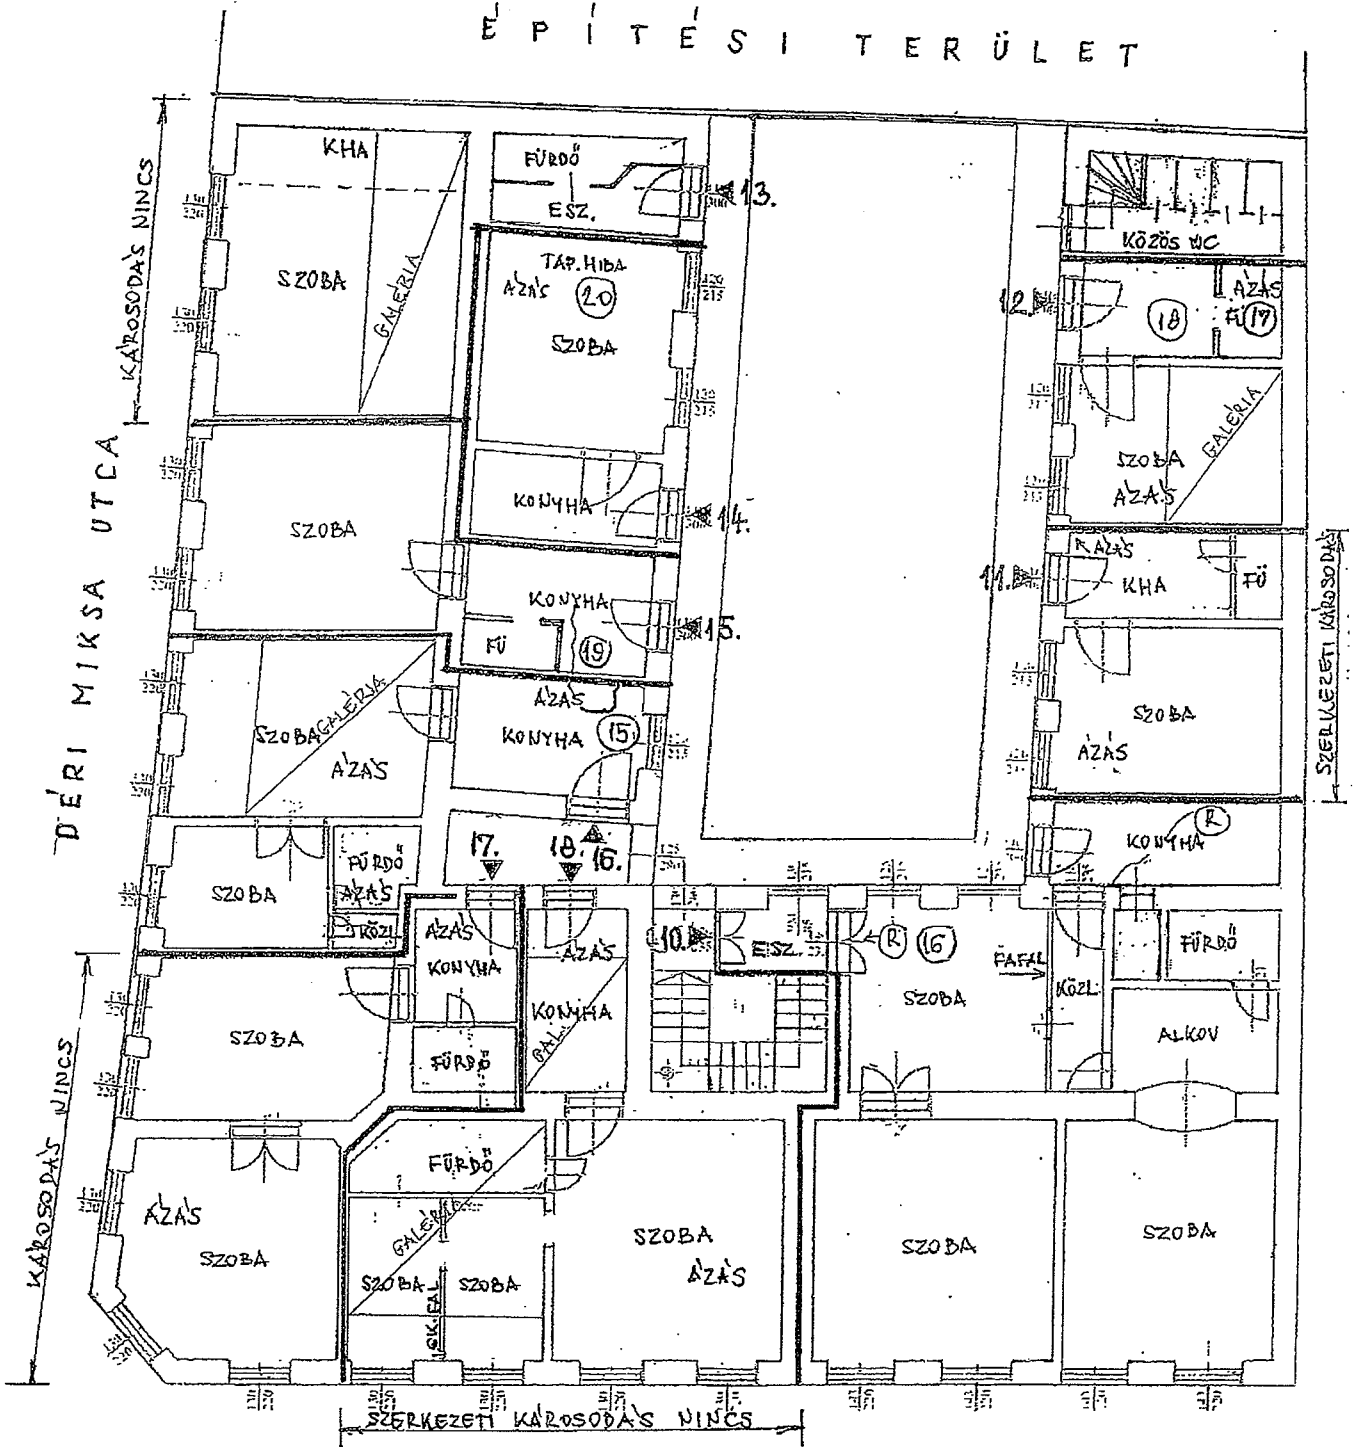 ÉPÍTÉSI TERÜLET
KÁROSODÁS NINCS
KHA
FÜRDŐ
ESZ.
13.
KÖZÖS WC
SZOBA
GALÉRIA
TAP. HIBA
ÁZÁS
20
SZOBA
12.
18
ÁZÁS
FÜ
17
GALÉRIA
SZOBA
ÁZÁS
DÉRI MIKSA UTCA
SZOBA
KONYHA
14.
ÁZÁS
11.
KHA
FÜ
KONYHA
15.
FÜ
19
SZERKEZETI KÁROSODÁS
SZOBA
GALÉRIA
ÁZÁS
ÁZÁS
KONYHA
15
SZOBA
ÁZÁS
17.
18.
16.
KONYHA
R
SZOBA
FÜRDŐ
ÁZÁS
KÖZL
ÁZÁS
KONYHA
ÁZÁS
KONYHA
GAL.
10.
ESZ.
R
16
FAFAL
SZOBA
KÖZL
FÜRDŐ
ALKOV
SZOBA
FÜRDŐ
KÁROSODÁS NINCS
ÁZÁS
SZOBA
FÜRDŐ
GALÉRIA
SZOBA
SZOBA
SZOBA
ÁZÁS
SZOBA
SZOBA
SZERKEZETI KÁROSODÁS NINCS